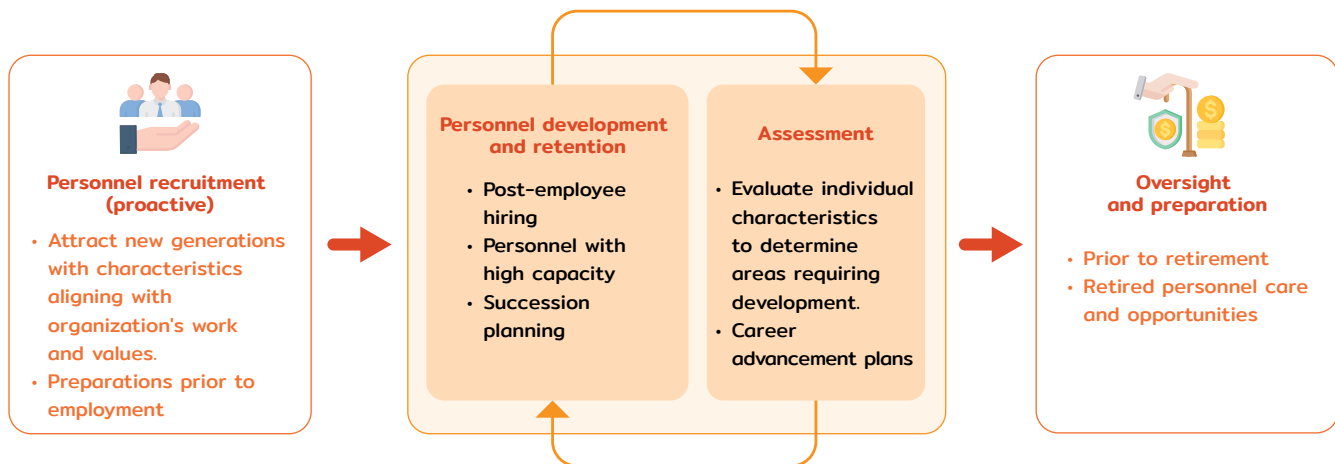 Personnel recruitment
(proactive)
• Attract new generations
with characteristics
aligning with
organization's work
and values.
• Preparations prior to
employment
Personnel development
and retention
• Post-employee
hiring
• Personnel with
high capacity
• Succession
planning
Assessment
• Evaluate individual
characteristics
to determine
areas requiring
development.
• Career
advancement plans
Oversight
and preparation
• Prior to retirement
• Retired personnel care
and opportunities